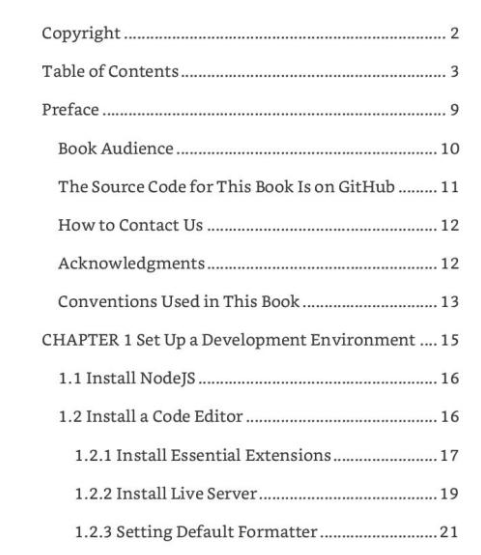 Copyright ........................................................................ 2
Table of Contents............................................................. 3
Preface ............................................................................. 9
Book Audience ........................................................... 10
The Source Code for This Book Is on GitHub ......... 11
How to Contact Us .................................................... 12
Acknowledgments.................................................... 12
Conventions Used in This Book .............................. 13
CHAPTER 1 Set Up a Development Environment .... 15
1.1 Install NodeJS ...................................................... 16
1.2 Install a Code Editor ........................................... 16
1.2.1 Install Essential Extensions ....................... 17
1.2.2 Install Live Server ....................................... 19
1.2.3 Setting Default Formatter .......................... 21